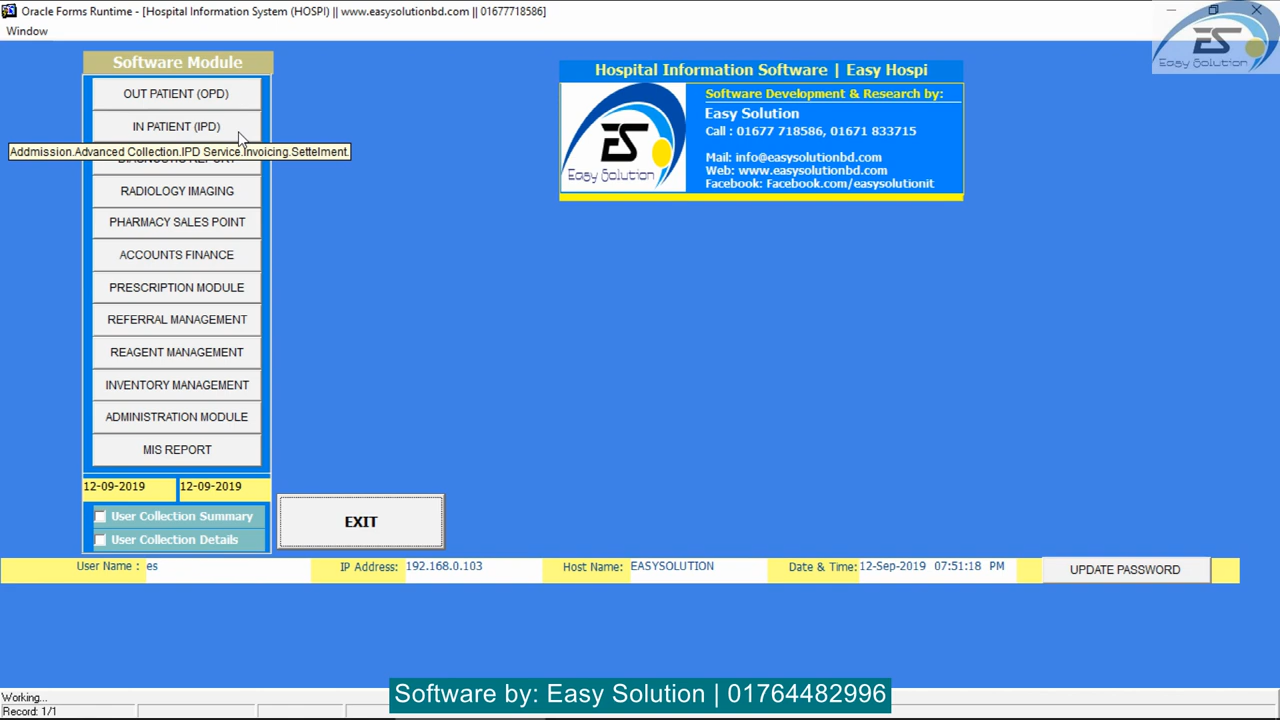 Oracle Forms Runtime - [Hospital Information System (HOSPI) || www.easysolutionbd.com || 01677718586]
Window
ES
Easy Solution
Software Module
OUT PATIENT (OPD)
IN PATIENT (IPD)
Addmission.Advanced Collection.IPD Service.Invoicing.Settelment.
DIAGNOSTIC REPORT
RADIOLOGY IMAGING
PHARMACY SALES POINT
ACCOUNTS FINANCE
PRESCRIPTION MODULE
REFERRAL MANAGEMENT
REAGENT MANAGEMENT
INVENTORY MANAGEMENT
ADMINISTRATION MODULE
MIS REPORT
12-09-2019 12-09-2019
User Collection Summary
User Collection Details
EXIT
Hospital Information Software | Easy Hospi
ES
Easy Solution
Software Development & Research by:
Easy Solution
Call : 01677 718586, 01671 833715
Mail: info@easysolutionbd.com
Web: www.easysolutionbd.com
Facebook: Facebook.com/easysolutionit
User Name : es IP Address: 192.168.0.103 Host Name: EASYSOLUTION Date & Time: 12-Sep-2019 07:51:18 PM UPDATE PASSWORD
Software by: Easy Solution | 01764482996
Working...
Record: 1/1